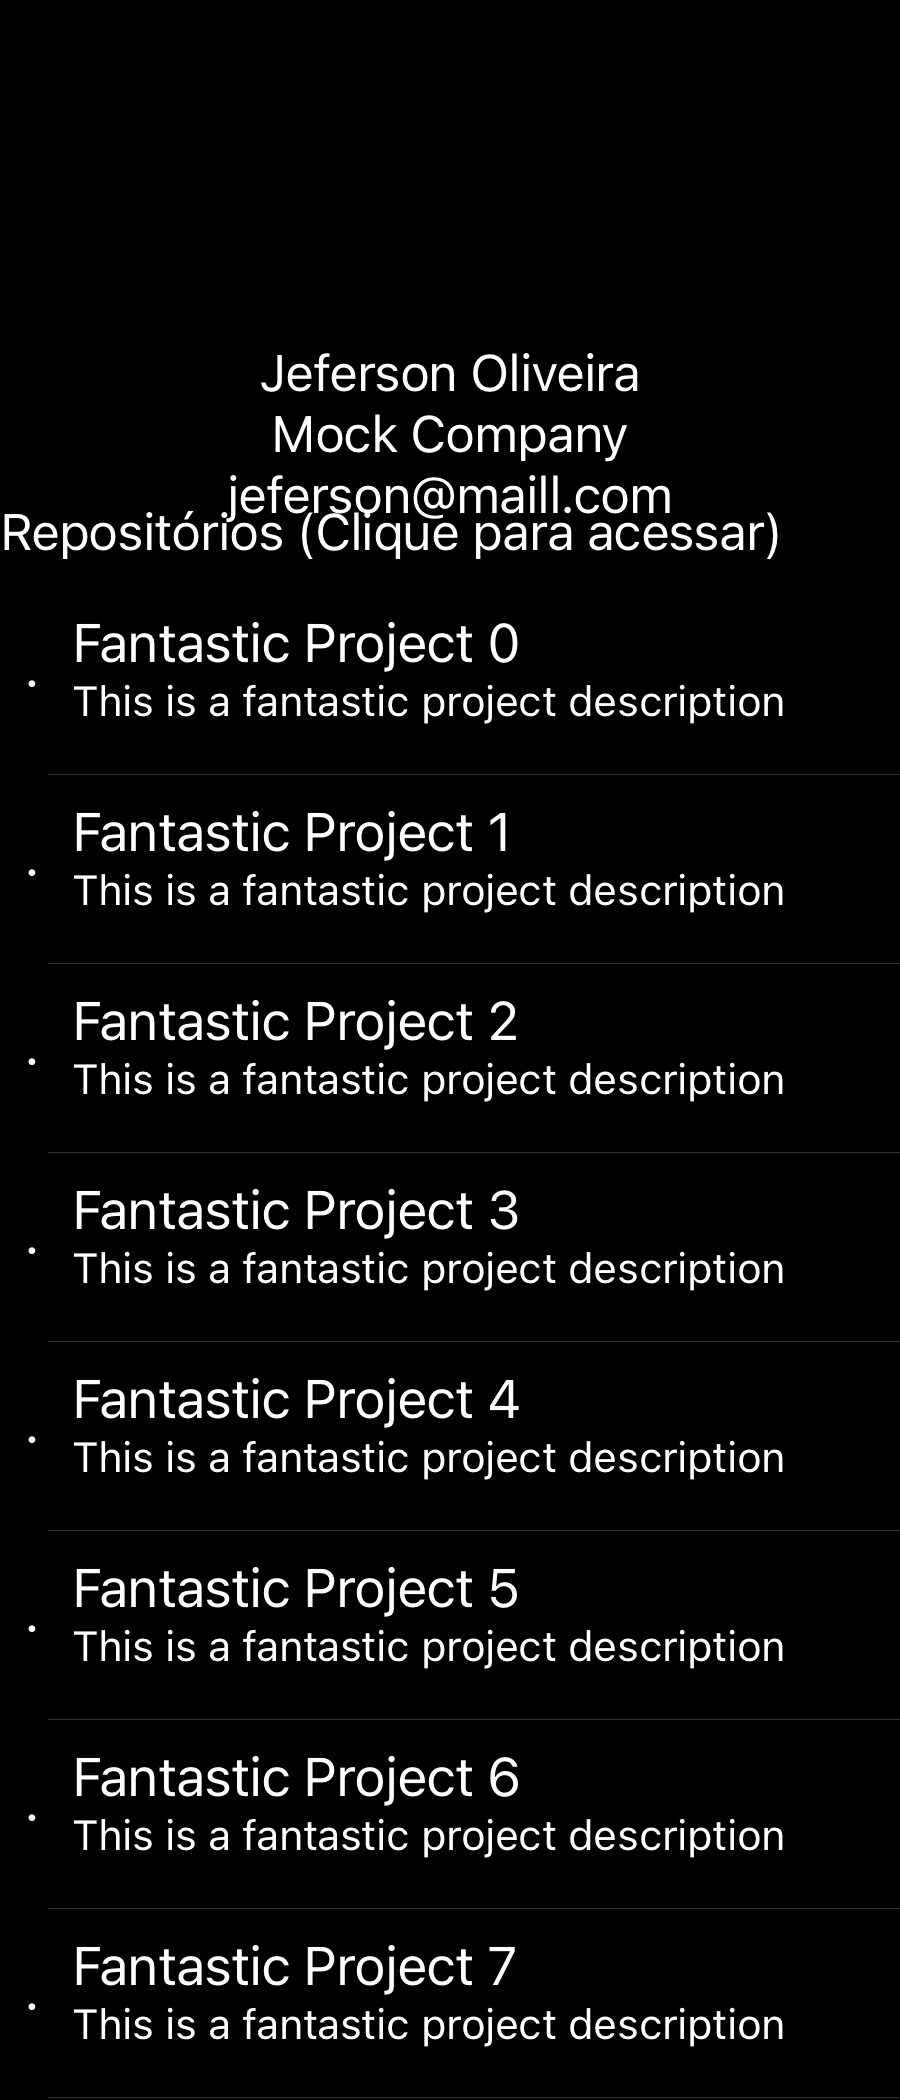 Jeferson Oliveira
Mock Company
jeferson@maill.com
Repositórios (Clique para acessar)
Fantastic Project 0
This is a fantastic project description
Fantastic Project 1
This is a fantastic project description
Fantastic Project 2
This is a fantastic project description
Fantastic Project 3
This is a fantastic project description
Fantastic Project 4
This is a fantastic project description
Fantastic Project 5
This is a fantastic project description
Fantastic Project 6
This is a fantastic project description
Fantastic Project 7
This is a fantastic project description